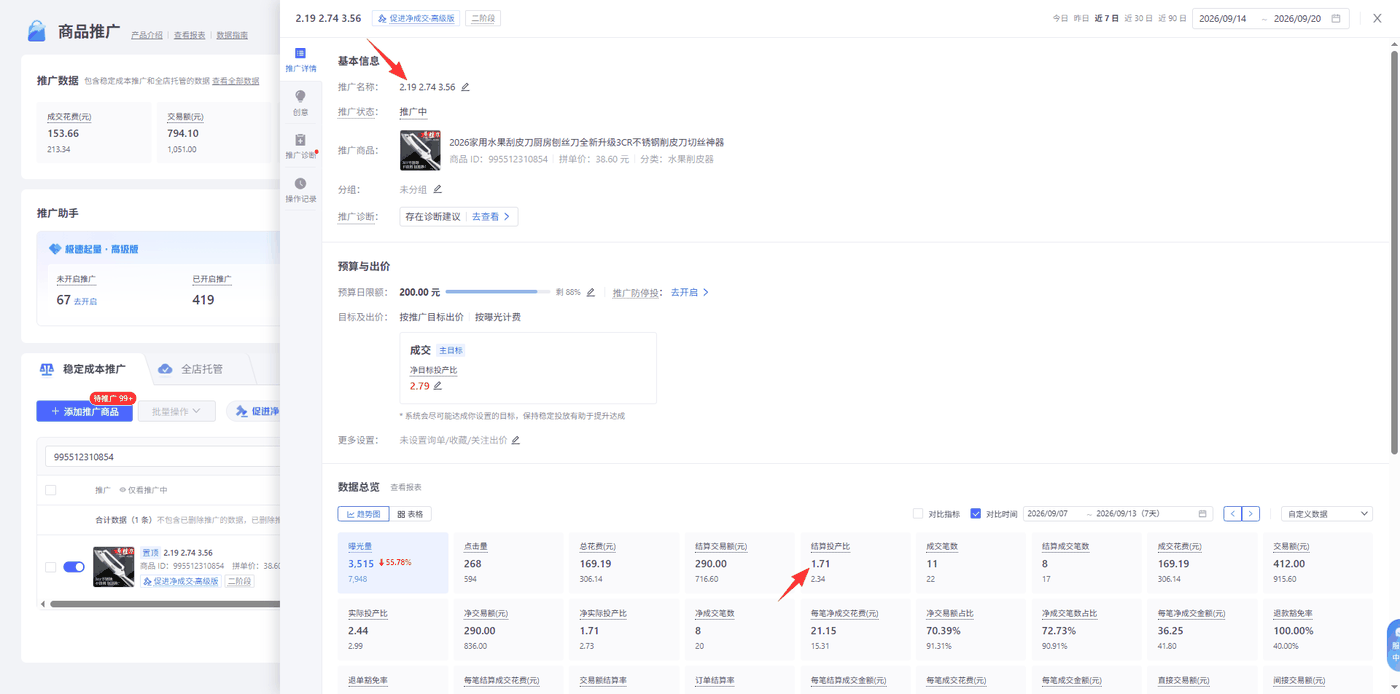 商品推广 产品介绍 查看报表 数据指南
推广数据 包含稳定成本推广和全店托管的数据 查看全部数据
成交花费(元) 交易额(元)
153.66 794.10
213.34 1,051.00
推广助手
极速起量·高级版
未开启推广 已开启推广
67 去开启 419
稳定成本推广 全店托管
待推广 99+
+ 添加推广商品 批量操作 促进净
995512310854
推广 仅看推广中
合计数据（1 条）不包含已删除推广的数据，已删除
置顶 2.19 2.74 3.56
商品 ID：995512310854 拼单价：38.60
促进净成交-高级版 二阶段
2.19 2.74 3.56 促进净成交-高级版 二阶段 今日 昨日 近 7 日 近 30 日 近 90 日 2026/09/14 ~ 2026/09/20
推广详情
创意
推广诊断
操作记录
基本信息
推广名称： 2.19 2.74 3.56
推广状态： 推广中
推广商品： 2026家用水果刮皮刀厨房刨丝刀全新升级3CR不锈钢削皮刀切丝神器
商品 ID：995512310854 拼单价：38.60 元 分类：水果削皮器
分组： 未分组
推广诊断： 存在诊断建议 去查看
预算与出价
预算日限额： 200.00 元 剩 88% 推广防停投： 去开启
目标及出价： 按推广目标出价 按曝光计费
成交 主目标
净目标投产比
2.79
* 系统会尽可能达成你设置的目标，保持稳定投放有助于提升达成
更多设置： 未设置询单/收藏/关注出价
数据总览 查看报表
趋势图 表格 对比指标 对比时间 2026/09/07 ~ 2026/09/13（7天） 自定义数据
曝光量 点击量 总花费(元) 结算交易额(元) 结算投产比 成交笔数 结算成交笔数 成交花费(元) 交易额(元)
3,515 55.78% 268 169.19 290.00 1.71 11 8 169.19 412.00
7,948 594 306.14 716.60 2.34 22 17 306.14 915.60
实际投产比 净交易额(元) 净实际投产比 净成交笔数 每笔净成交花费(元) 净交易额占比 净成交笔数占比 每笔净成交金额(元) 退款豁免率
2.44 290.00 1.71 8 21.15 70.39% 72.73% 36.25 100.00%
2.99 836.00 2.73 20 15.31 91.31% 90.91% 41.80 40.00%
退单豁免率 每笔结算成交花费(元) 交易额结算率 订单结算率 每笔结算成交金额(元) 每笔成交花费(元) 每笔成交金额(元) 直接交易额(元) 间接交易额(元)